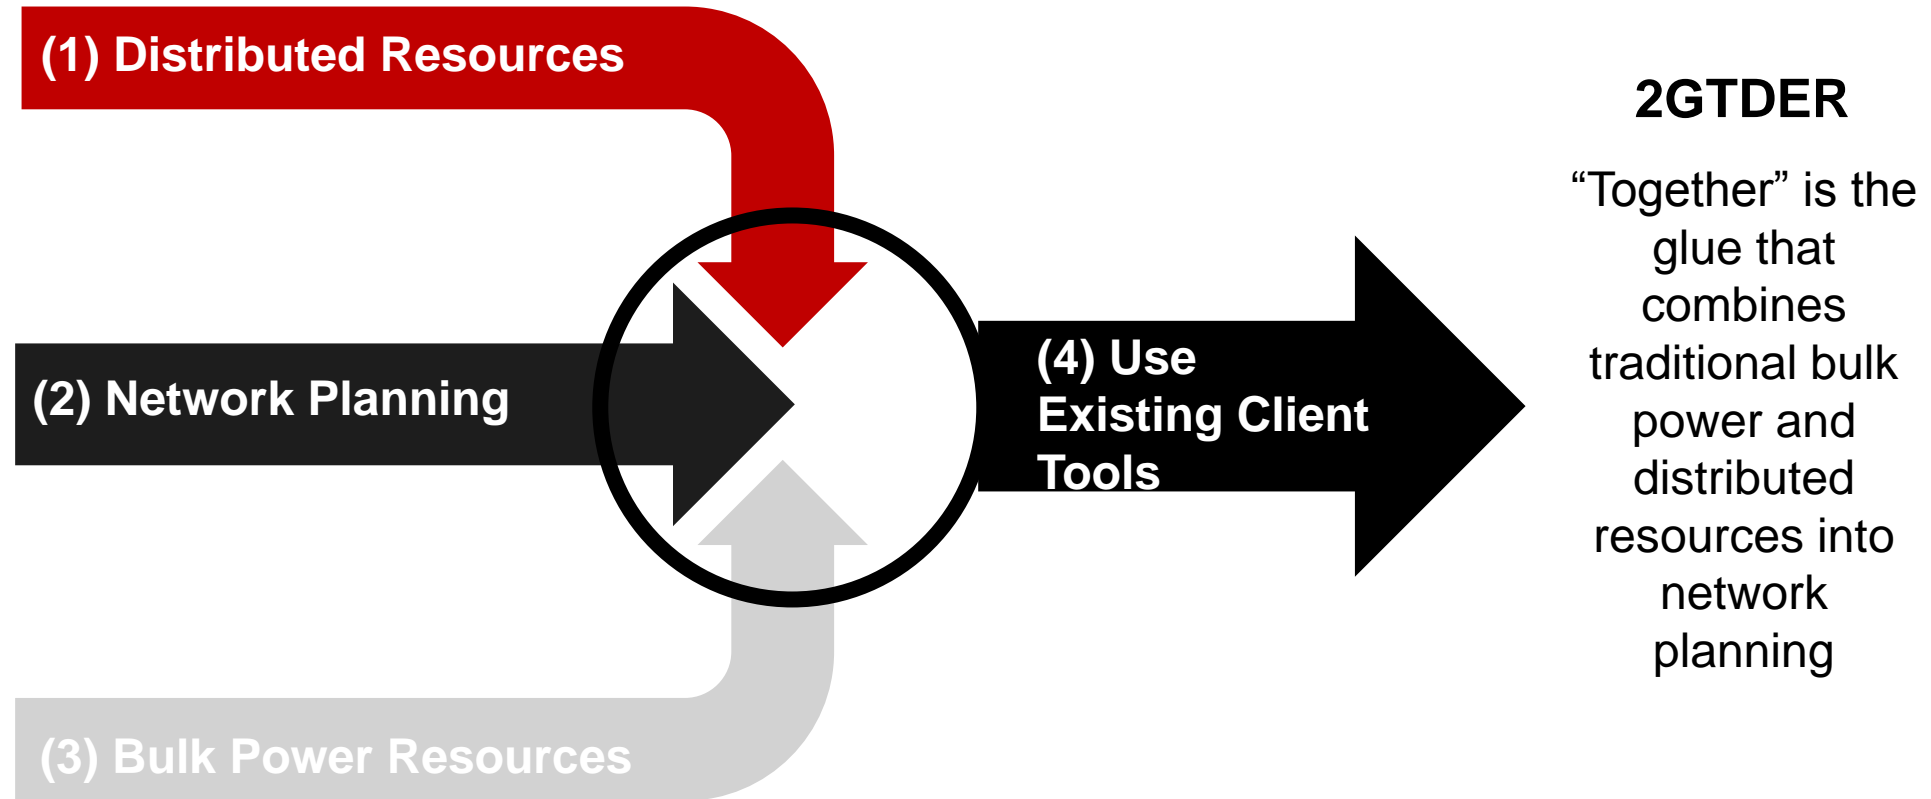 (1) Distributed Resources
(2) Network Planning
(3) Bulk Power Resources
(4) Use
Existing Client
Tools
2GTDER
“Together” is the
glue that
combines
traditional bulk
power and
distributed
resources into
network
planning